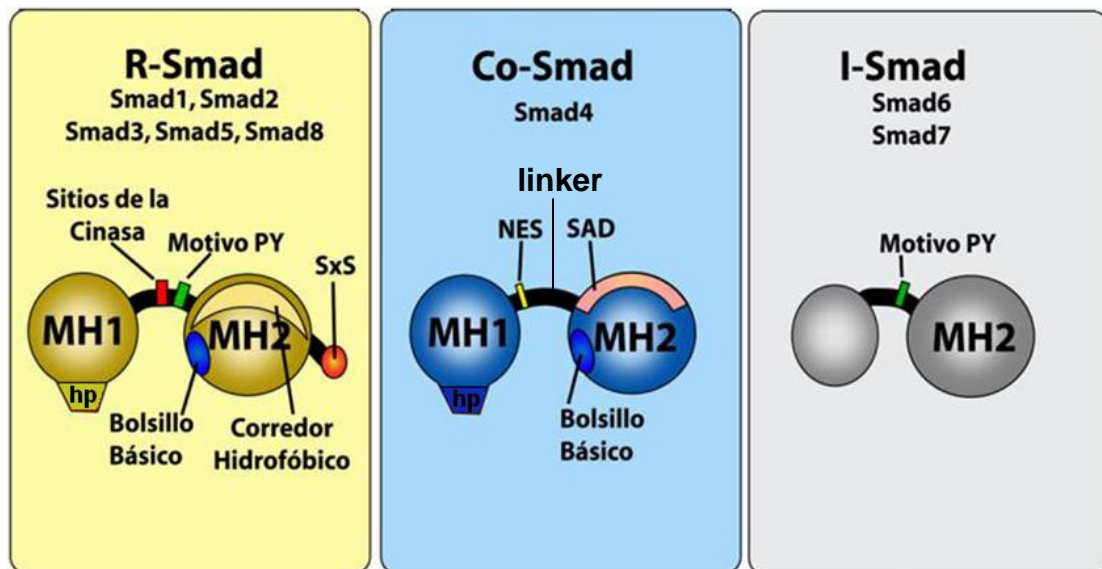 R-Smad
Smad1, Smad2
Smad3, Smad5, Smad8
Sitios de la
Cinasa
Motivo PY
SxS
MH1
MH2
hp
Bolsillo
Básico
Corredor
Hidrofóbico
Co-Smad
Smad4
linker
NES
SAD
MH1
MH2
hp
Bolsillo
Básico
I-Smad
Smad6
Smad7
Motivo PY
MH2